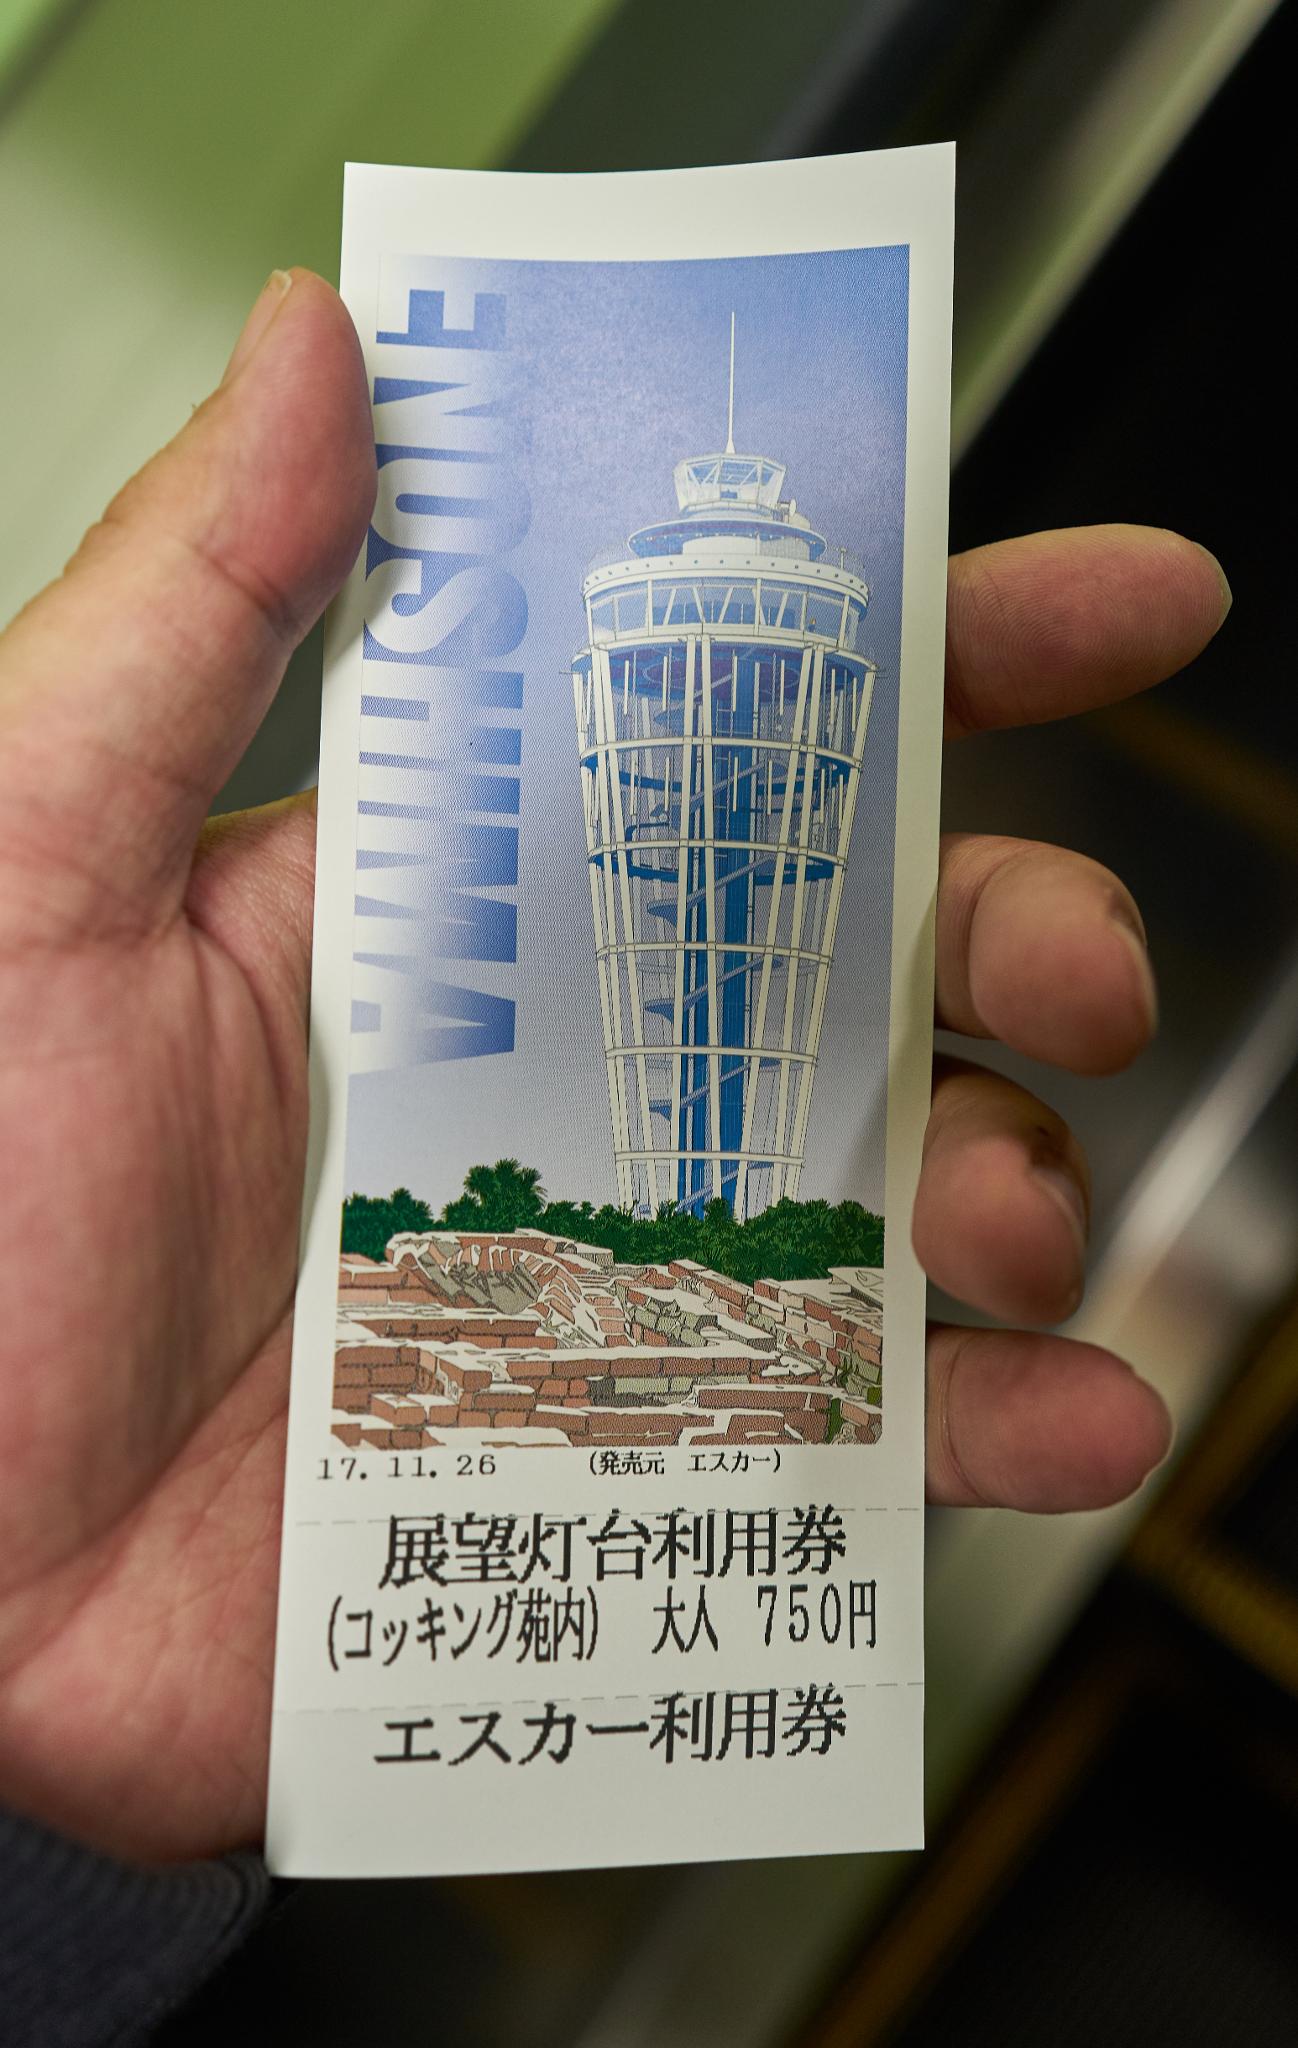 ENOSHIMA
17.11.26 (発売元 エスカー)
展望灯台利用券
(コッキング苑内) 大人 750円
エスカー利用券